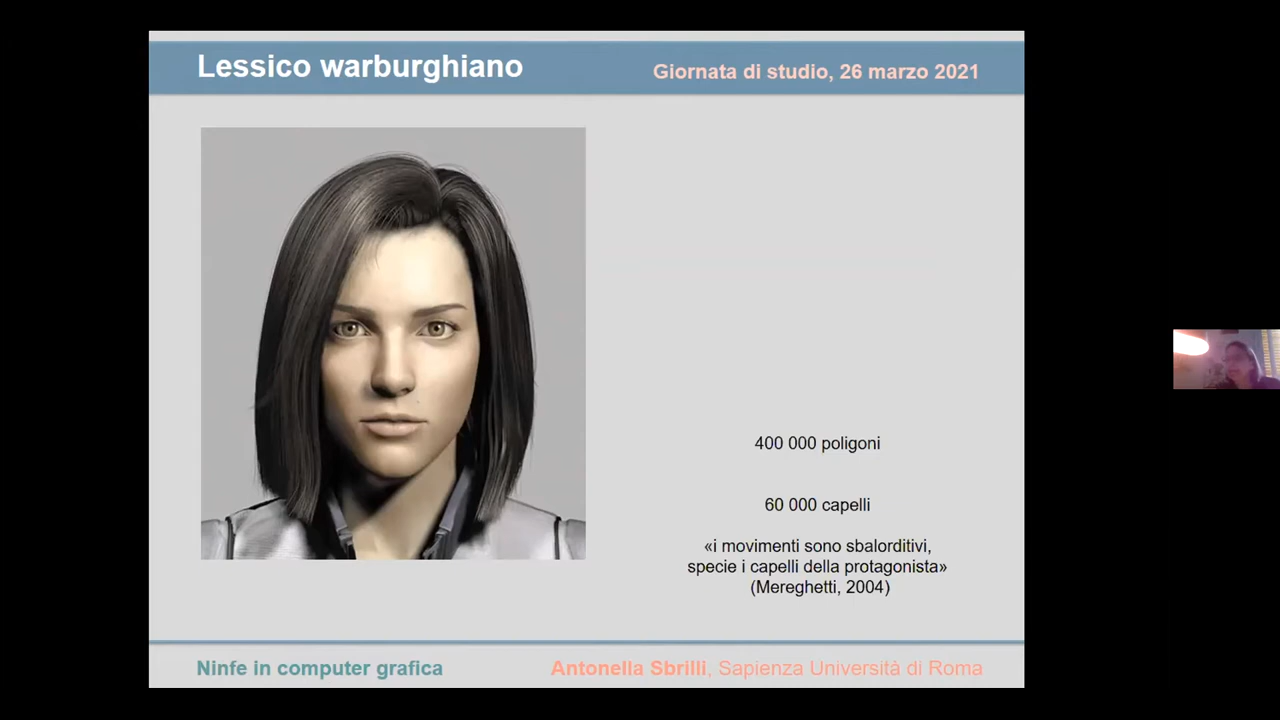 Lessico warburghiano
Giornata di studio, 26 marzo 2021
400 000 poligoni
60 000 capelli
«i movimenti sono sbalorditivi,
specie i capelli della protagonista»
(Mereghetti, 2004)
Ninfe in computer grafica
Antonella Sbrilli, Sapienza Università di Roma